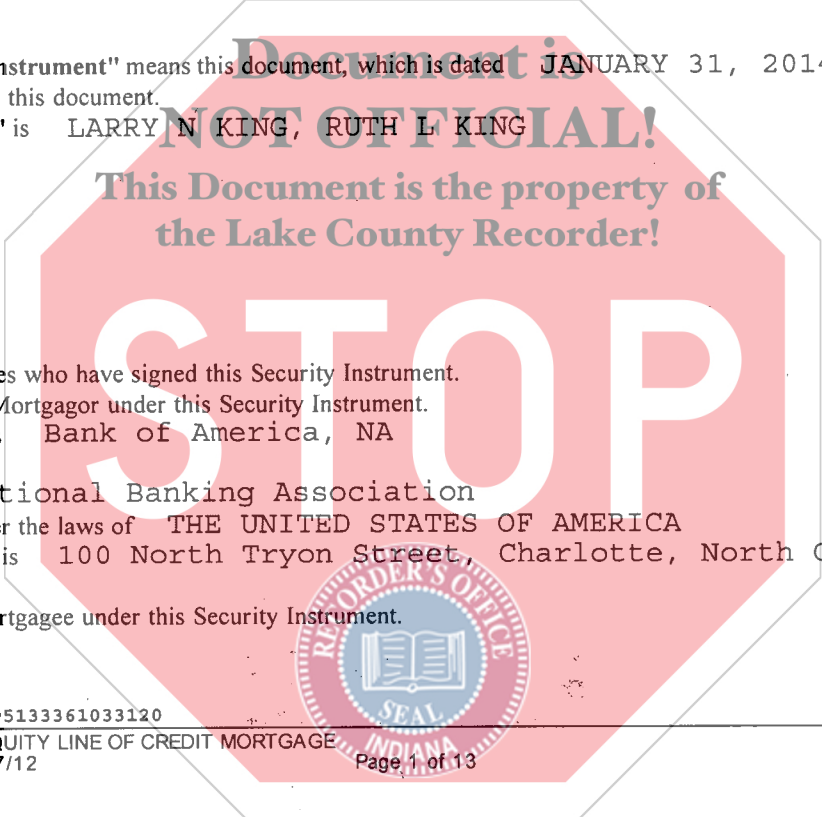 Document is
nstrument" means this document, which is dated JANUARY 31, 2014
this document.
NOT OFFICIAL!
" is LARRY N KING, RUTH L KING
This Document is the property of
the Lake County Recorder!
STOP
es who have signed this Security Instrument.
Mortgagor under this Security Instrument.
, Bank of America, NA
tional Banking Association
r the laws of THE UNITED STATES OF AMERICA
is 100 North Tryon Street, Charlotte, North C
rtgagee under this Security Instrument.
RECORDER'S OFFICE
SEAL
INDIANA
5133361033120
QUITY LINE OF CREDIT MORTGAGE
7/12
Page 1 of 13